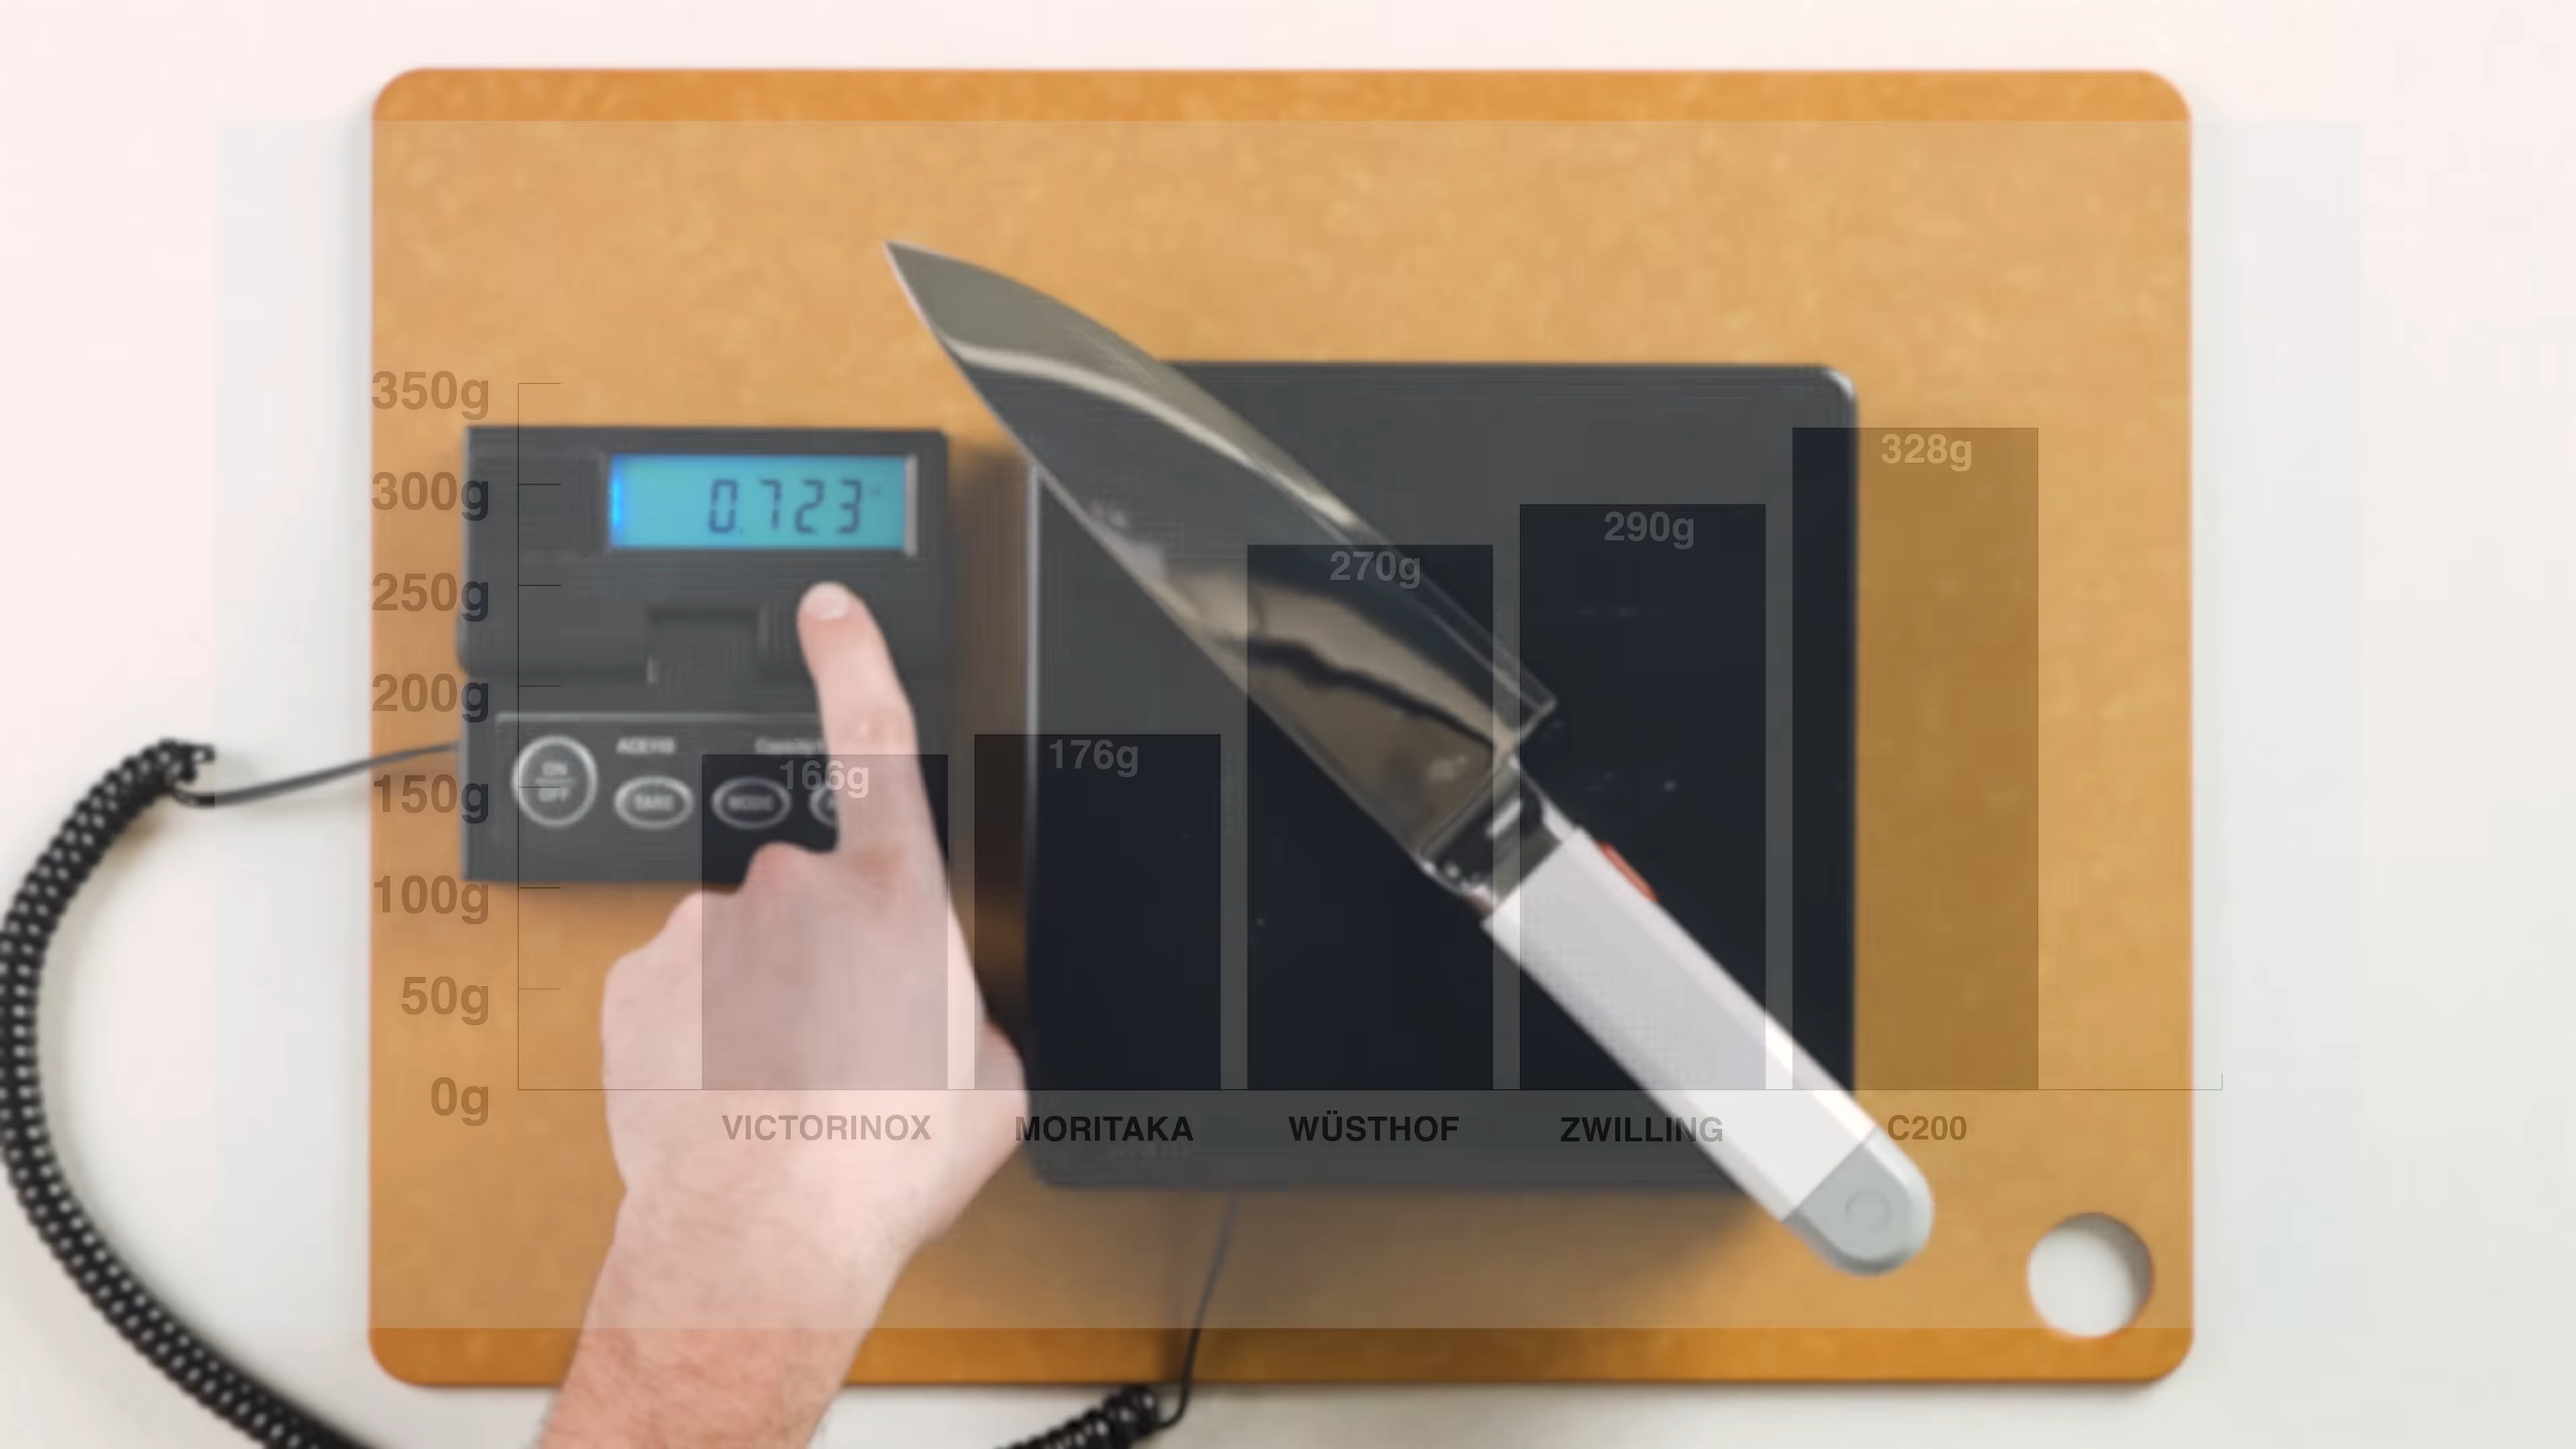 350g
300g
250g
200g
150g
100g
50g
0g
0.723
ON
OFF
TARE
MODE
166g
176g
270g
290g
328g
VICTORINOX
MORITAKA
WÜSTHOF
ZWILLING
C200